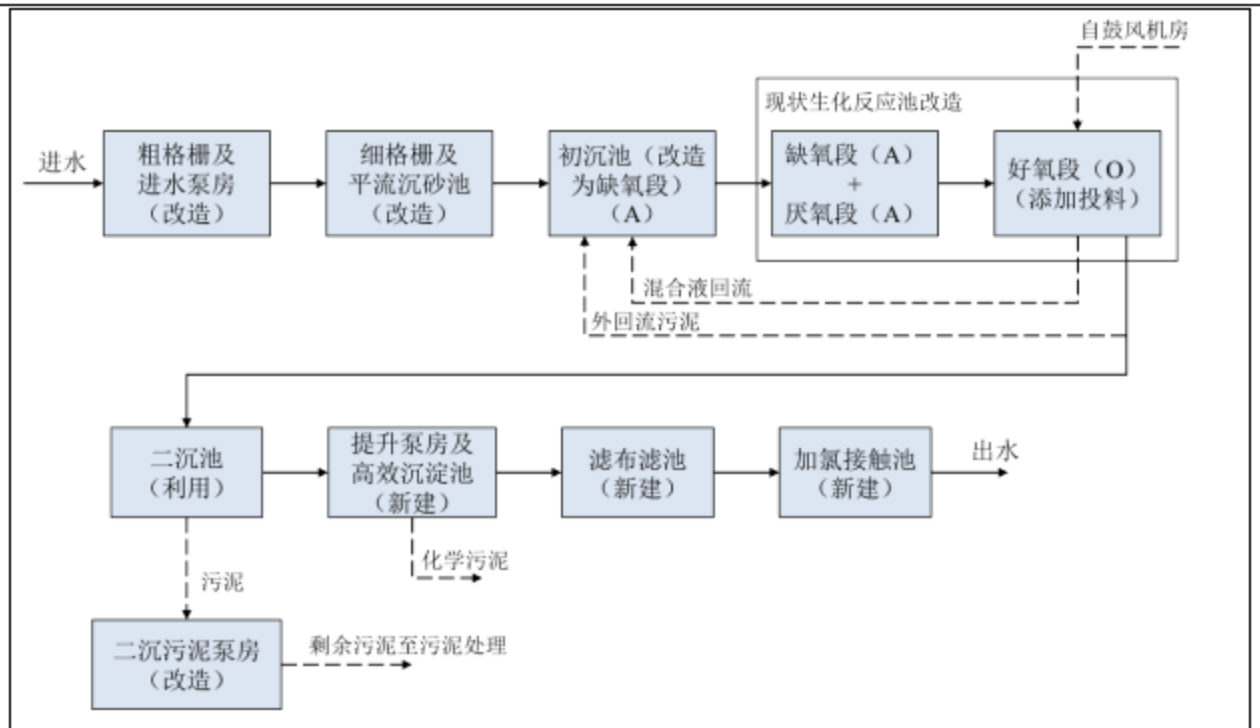 自鼓风机房
现状生化反应池改造
进水
粗格栅及
进水泵房
（改造）
细格栅及
平流沉砂池
（改造）
初沉池（改造
为缺氧段）
（A）
缺氧段（A）
+
厌氧段（A）
好氧段（O）
（添加投料）
混合液回流
外回流污泥
二沉池
（利用）
提升泵房及
高效沉淀池
（新建）
滤布滤池
（新建）
加氯接触池
（新建）
出水
污泥
化学污泥
二沉污泥泵房
（改造）
剩余污泥至污泥处理